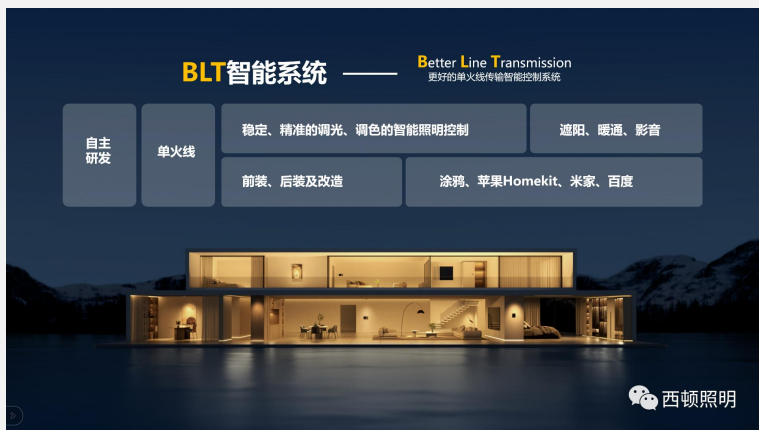 BLT智能系统
Better Line Transmission
更好的单火线传输智能控制系统
自主
研发
单火线
稳定、精准的调光、调色的智能照明控制
遮阳、暖通、影音
前装、后装及改造
涂鸦、苹果Homekit、米家、百度
西顿照明